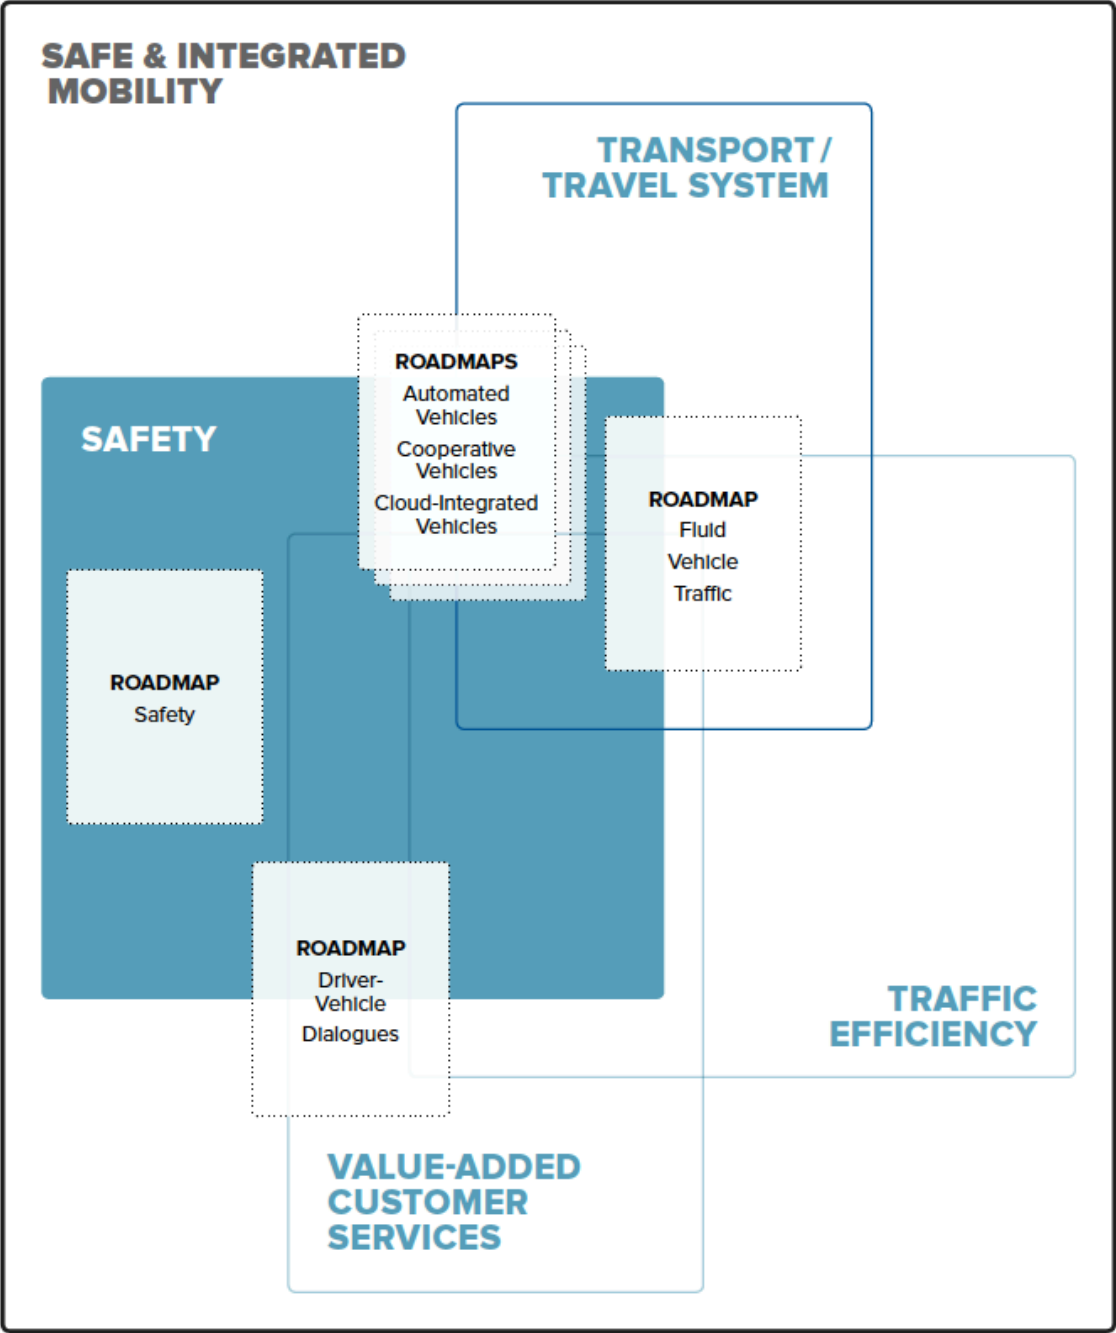 SAFE & INTEGRATED
MOBILITY
TRANSPORT/
TRAVEL SYSTEM
ROADMAPS
Automated
Vehicles
Cooperative
Vehicles
Cloud-Integrated
Vehicles
SAFETY
ROADMAP
Fluid
Vehicle
Traffic
ROADMAP
Safety
ROADMAP
Driver-
Vehicle
Dialogues
TRAFFIC
EFFICIENCY
VALUE-ADDED
CUSTOMER
SERVICES